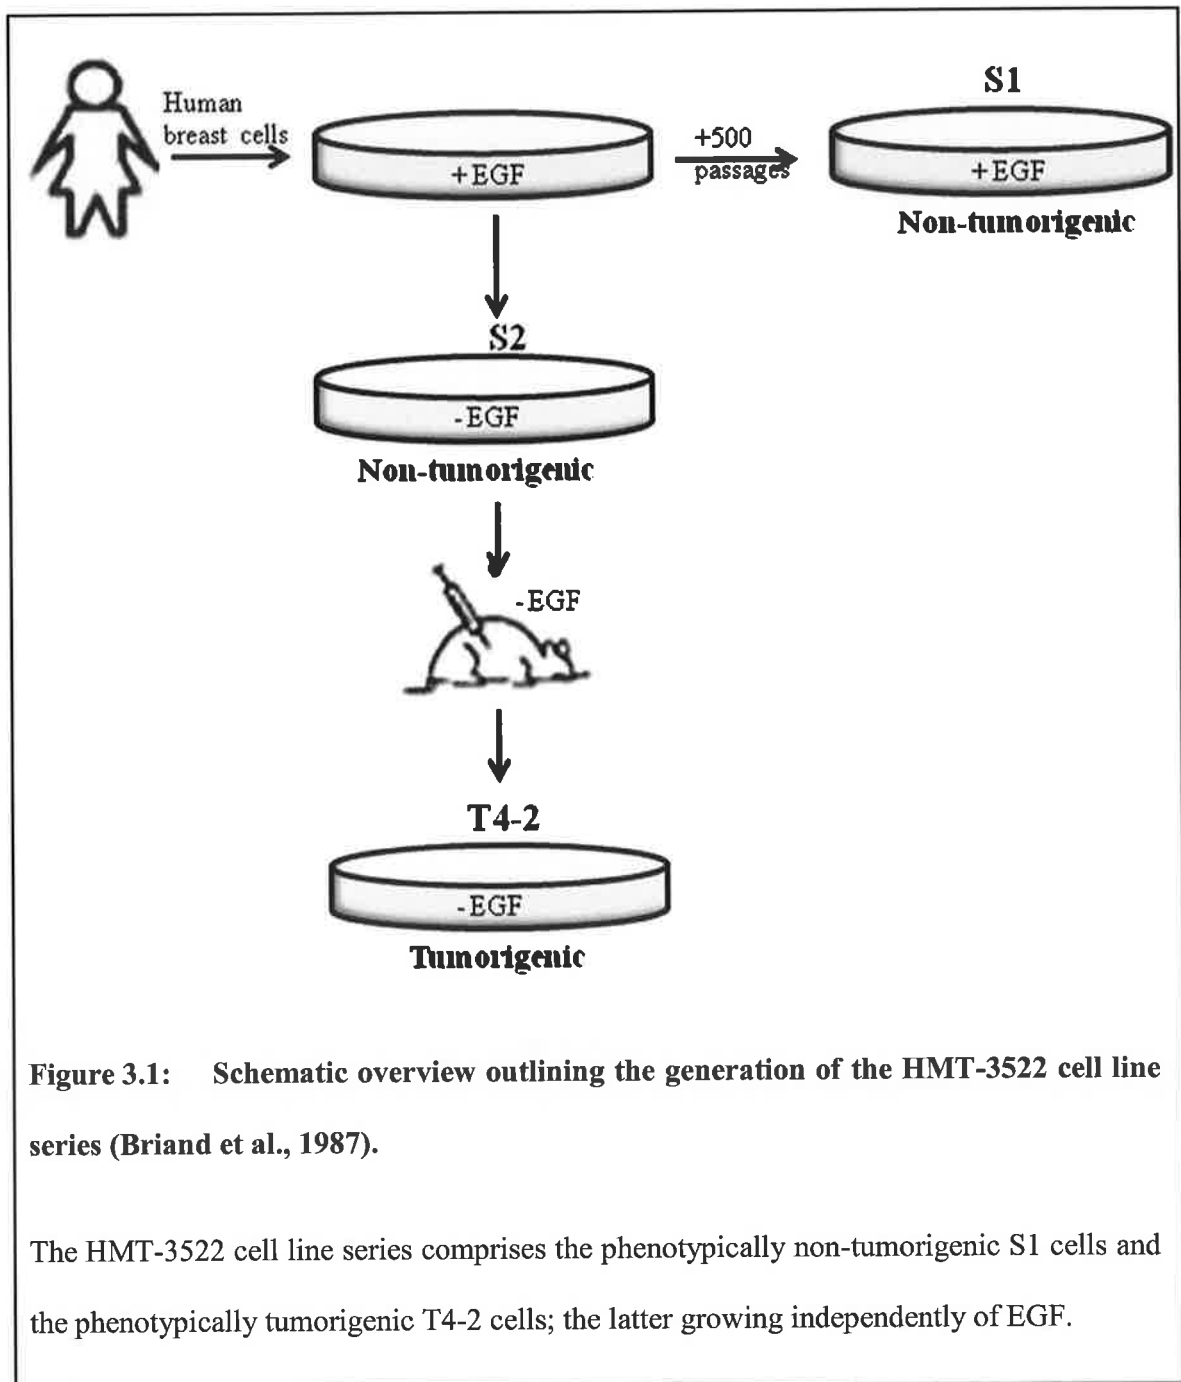 Human
breast cells
+EGF
+500
passages
S1
+EGF
Non-tumorigenic
S2
-EGF
Non-tumorigenic
-EGF
T4-2
-EGF
Tumorigenic
Figure 3.1: Schematic overview outlining the generation of the HMT-3522 cell line
series (Briand et al., 1987).
The HMT-3522 cell line series comprises the phenotypically non-tumorigenic S1 cells and
the phenotypically tumorigenic T4-2 cells; the latter growing independently of EGF.